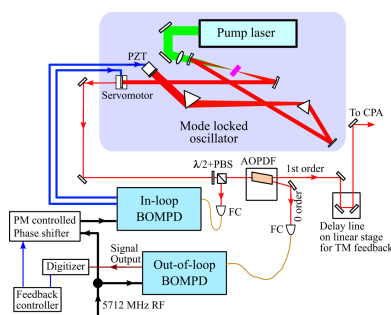 Pump laser
PZT
Servomotor
Mode locked
oscillator
To CPA
λ/2+PBS
AOPDF
1st order
0 order
In-loop
BOMPD
FC
FC
Delay line
on linear stage
for TM feedback
PM controlled
Phase shifter
Signal
Output
Digitizer
Out-of-loop
BOMPD
Feedback
controller
5712 MHz RF